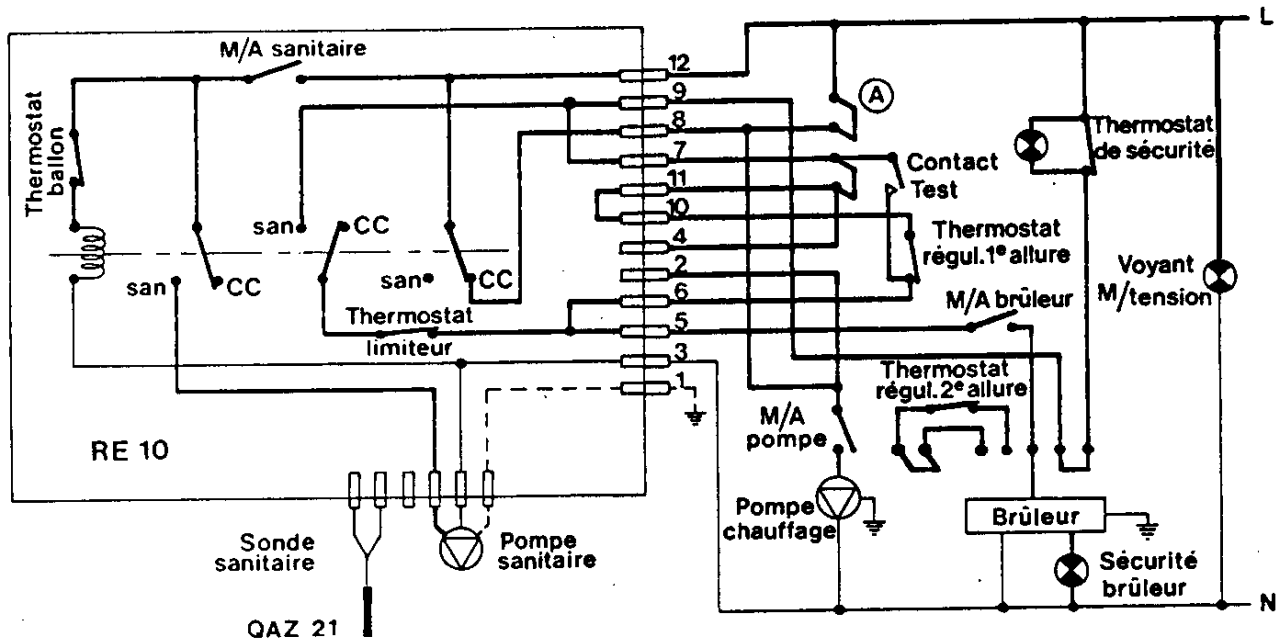 L
M/A sanitaire
12
9
A
8
Thermostat
ballon
7
Contact
Test
Thermostat
de sécurité
11
10
san
CC
4
Thermostat
régul.1e allure
2
san
CC
san
CC
6
Voyant
M/tension
M/A brûleur
Thermostat
limiteur
5
3
Thermostat
régul.2e allure
1
M/A
pompe
RE 10
Pompe
chauffage
Brûleur
Sonde
sanitaire
Pompe
sanitaire
Sécurité
brûleur
N
QAZ 21